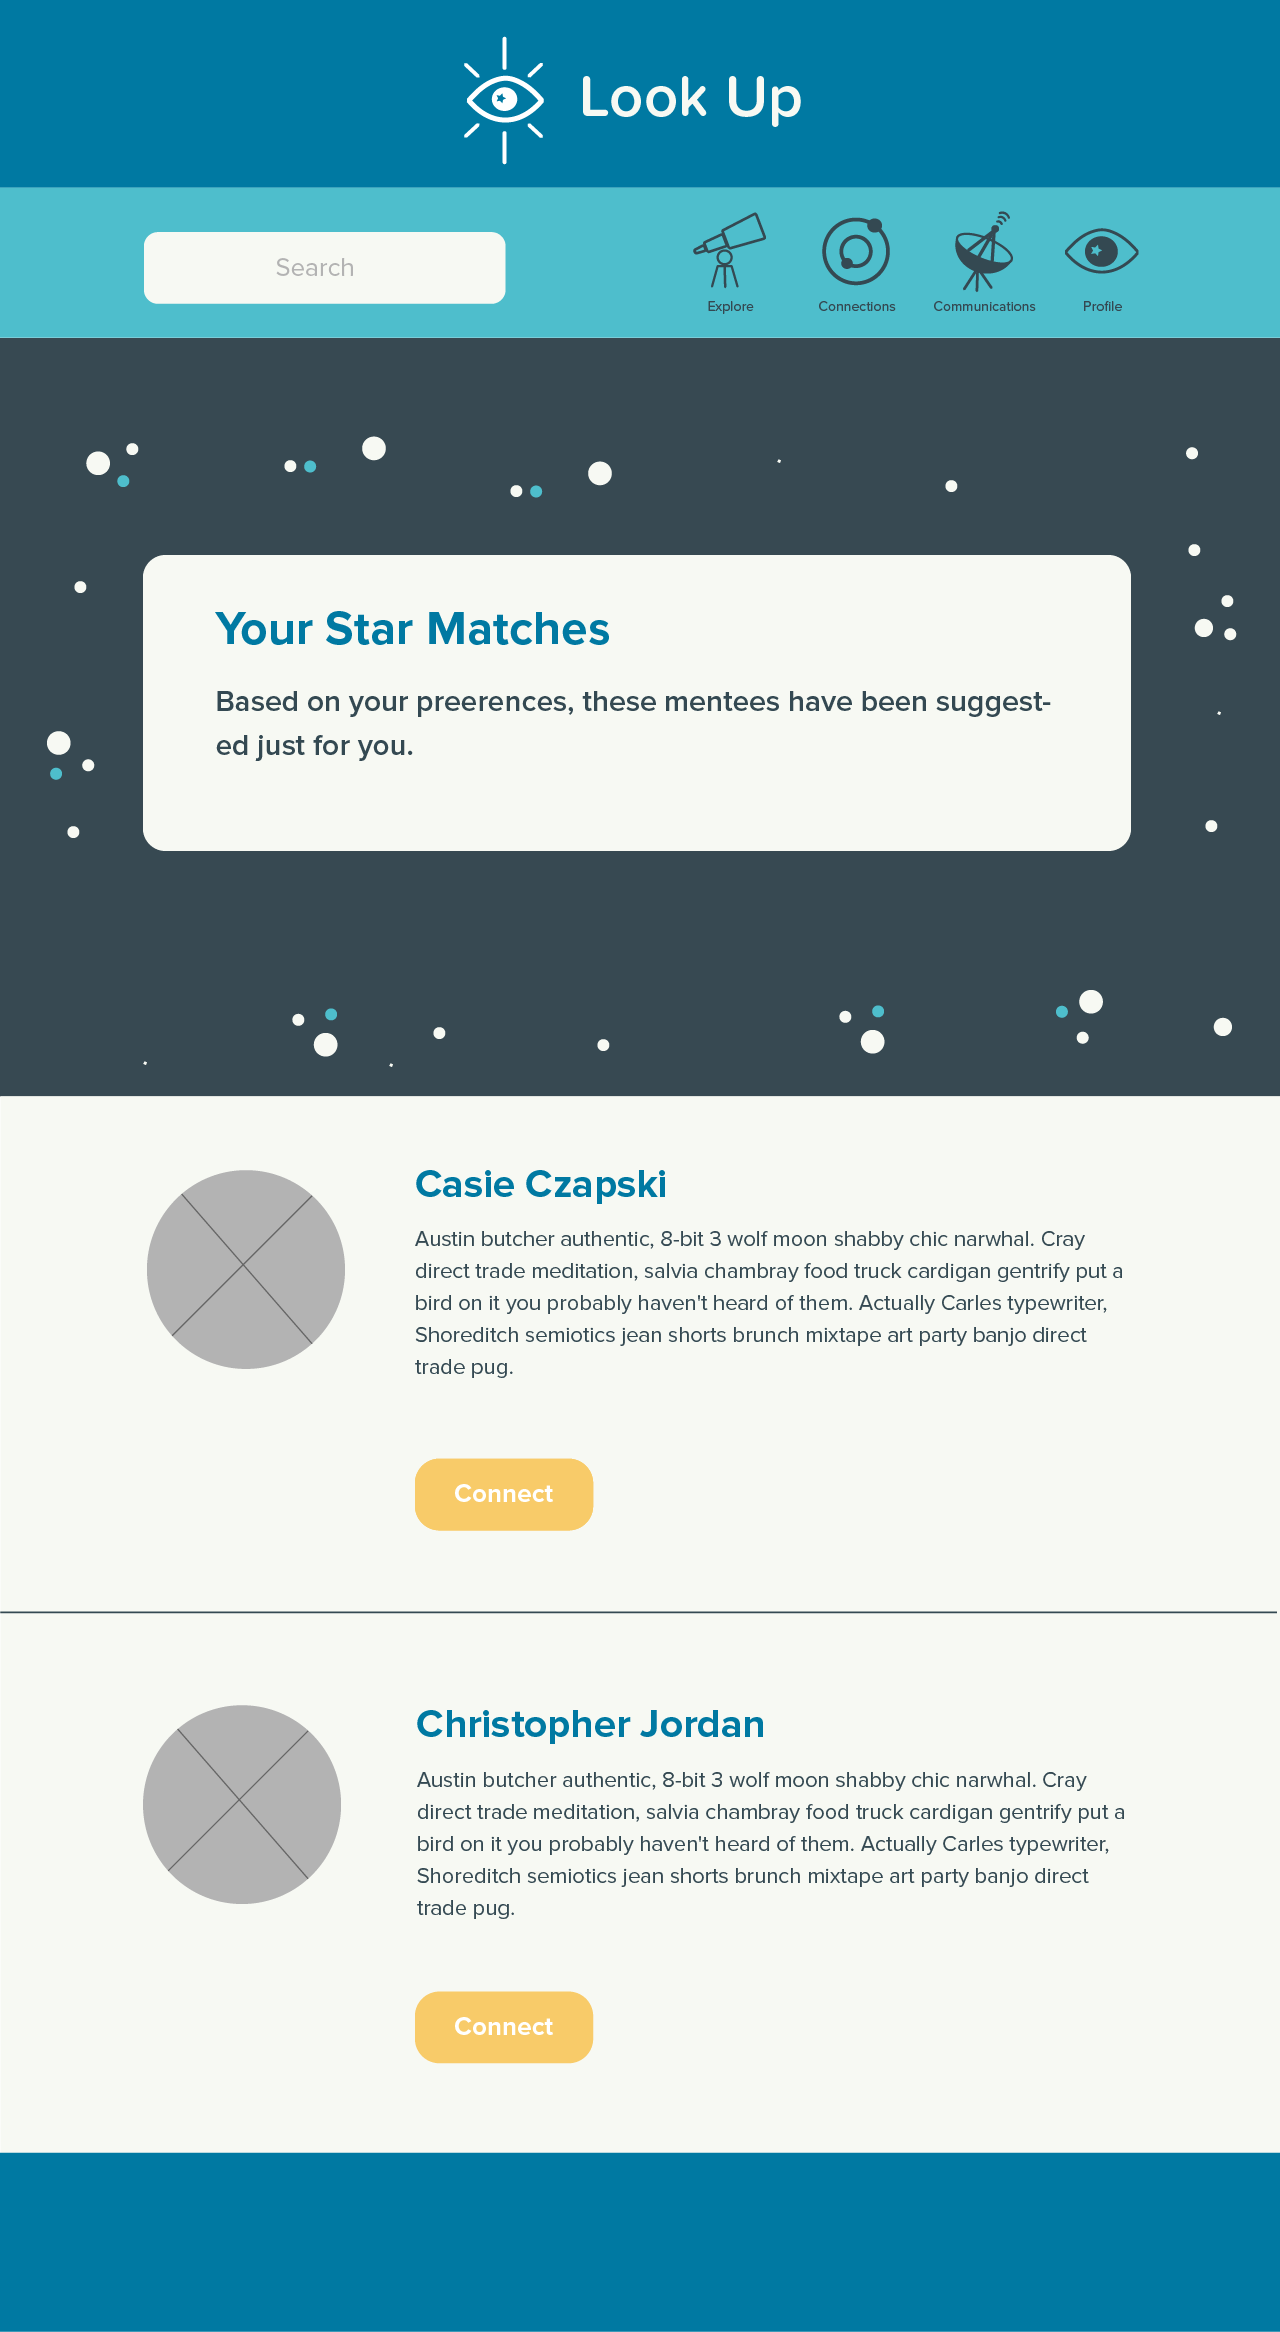 Look Up
Search
Explore
Connections
Communications
Profile
Your Star Matches
Based on your preerences, these mentees have been suggest-
ed just for you.
Casie Czapski
Austin butcher authentic, 8-bit 3 wolf moon shabby chic narwhal. Cray
direct trade meditation, salvia chambray food truck cardigan gentrify put a
bird on it you probably haven't heard of them. Actually Carles typewriter,
Shoreditch semiotics jean shorts brunch mixtape art party banjo direct
trade pug.
Connect
Christopher Jordan
Austin butcher authentic, 8-bit 3 wolf moon shabby chic narwhal. Cray
direct trade meditation, salvia chambray food truck cardigan gentrify put a
bird on it you probably haven't heard of them. Actually Carles typewriter,
Shoreditch semiotics jean shorts brunch mixtape art party banjo direct
trade pug.
Connect